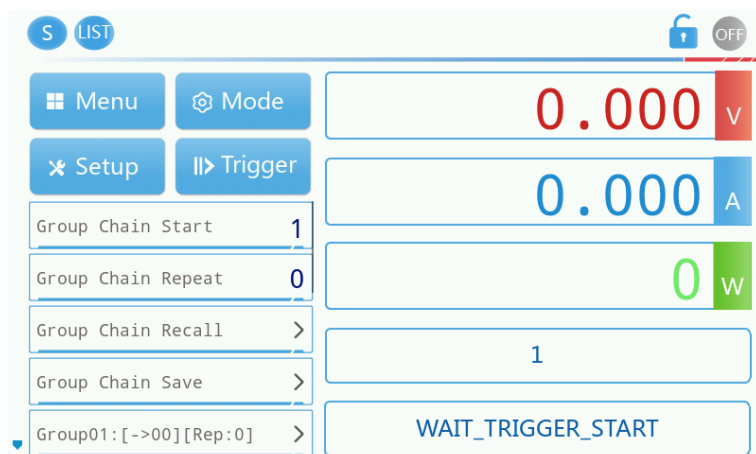 S LIST OFF
Menu Mode
Setup Trigger
0.000 V
0.000 A
0 W
Group Chain Start 1
Group Chain Repeat 0
Group Chain Recall
Group Chain Save
Group01:[->00][Rep:0]
1
WAIT_TRIGGER_START